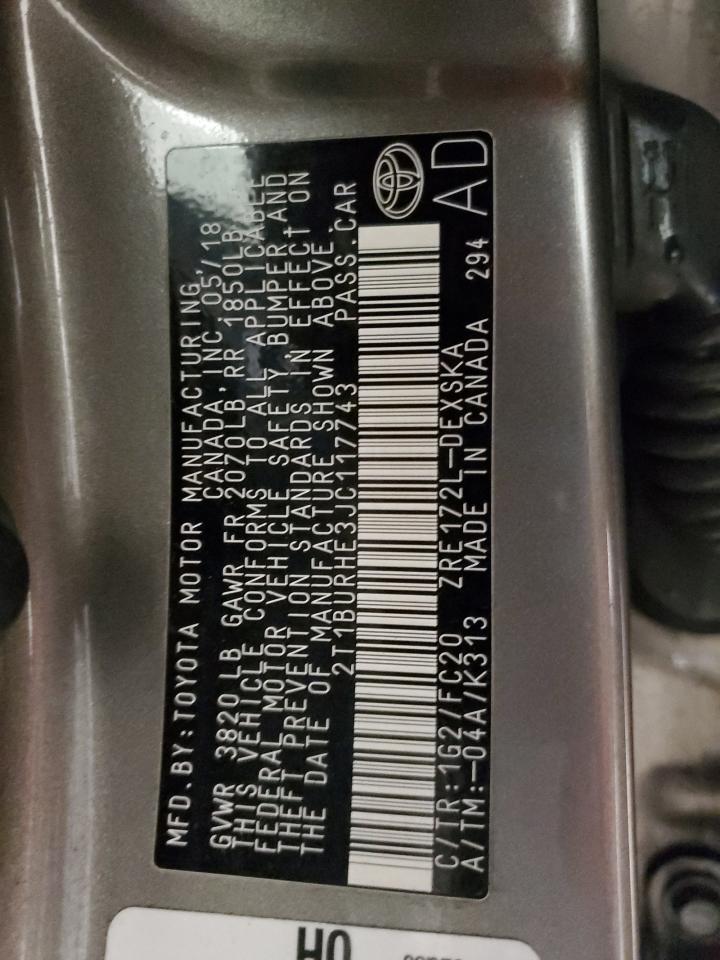 MFD.BY:TOYOTA MOTOR MANUFACTURING
CANADA, INC. 05/18
GVWR 3820 LB GAWR FR 2070LB RR 1850LB
THIS VEHICLE CONFORMS TO ALL APPLICABLE
FEDERAL MOTOR VEHICLE SAFETY, BUMPER, AND
THEFT PREVENTION STANDARDS IN EFFECT ON
THE DATE OF MANUFACTURE SHOWN ABOVE.
2T1BURHE3JC117743 PASS.CAR
C/TR:1G2/FC20 ZRE172L-DEXSKA
A/TM:-04A/K313 MADE IN CANADA 294
AD